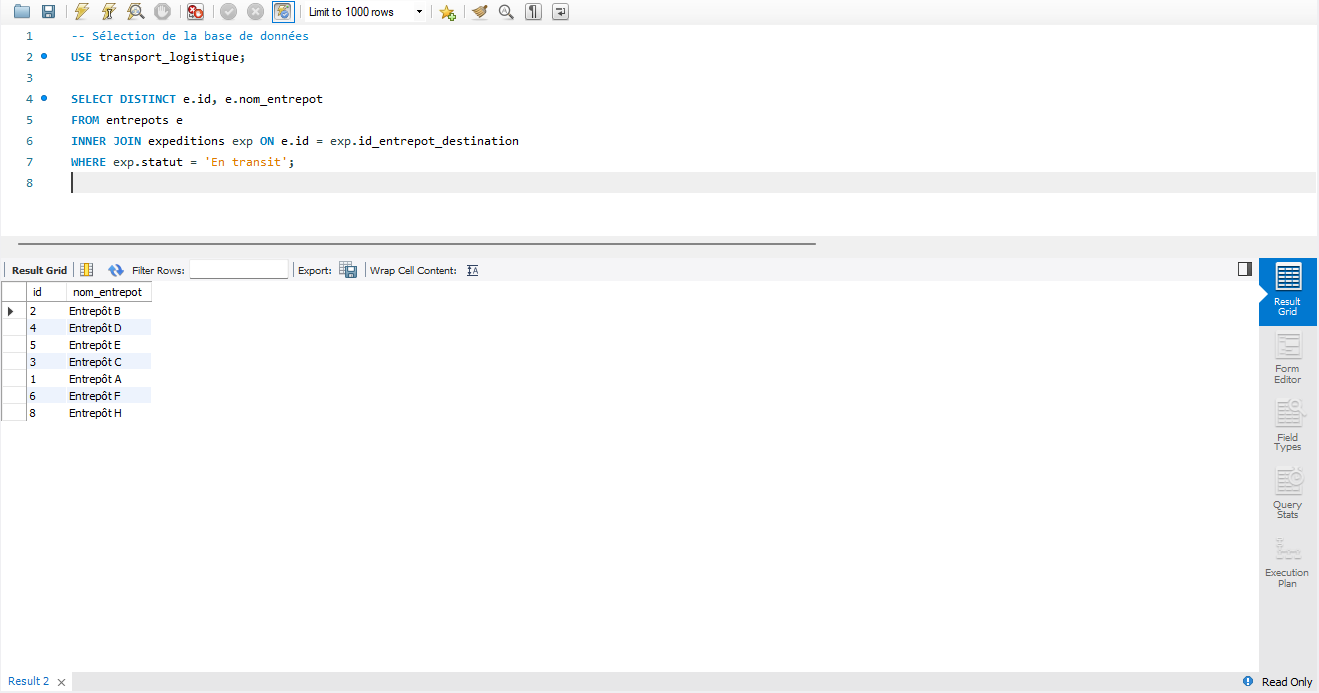 Limit to 1000 rows
1 -- Sélection de la base de données
2 USE transport_logistique;
3
4 SELECT DISTINCT e.id, e.nom_entrepot
5 FROM entrepots e
6 INNER JOIN expeditions exp ON e.id = exp.id_entrepot_destination
7 WHERE exp.statut = 'En transit';
8
Result Grid Filter Rows: Export: Wrap Cell Content:
id nom_entrepot
2 Entrepôt B
4 Entrepôt D
5 Entrepôt E
3 Entrepôt C
1 Entrepôt A
6 Entrepôt F
8 Entrepôt H
Result
Grid
Form
Editor
Field
Types
Query
Stats
Execution
Plan
Result 2 Read Only